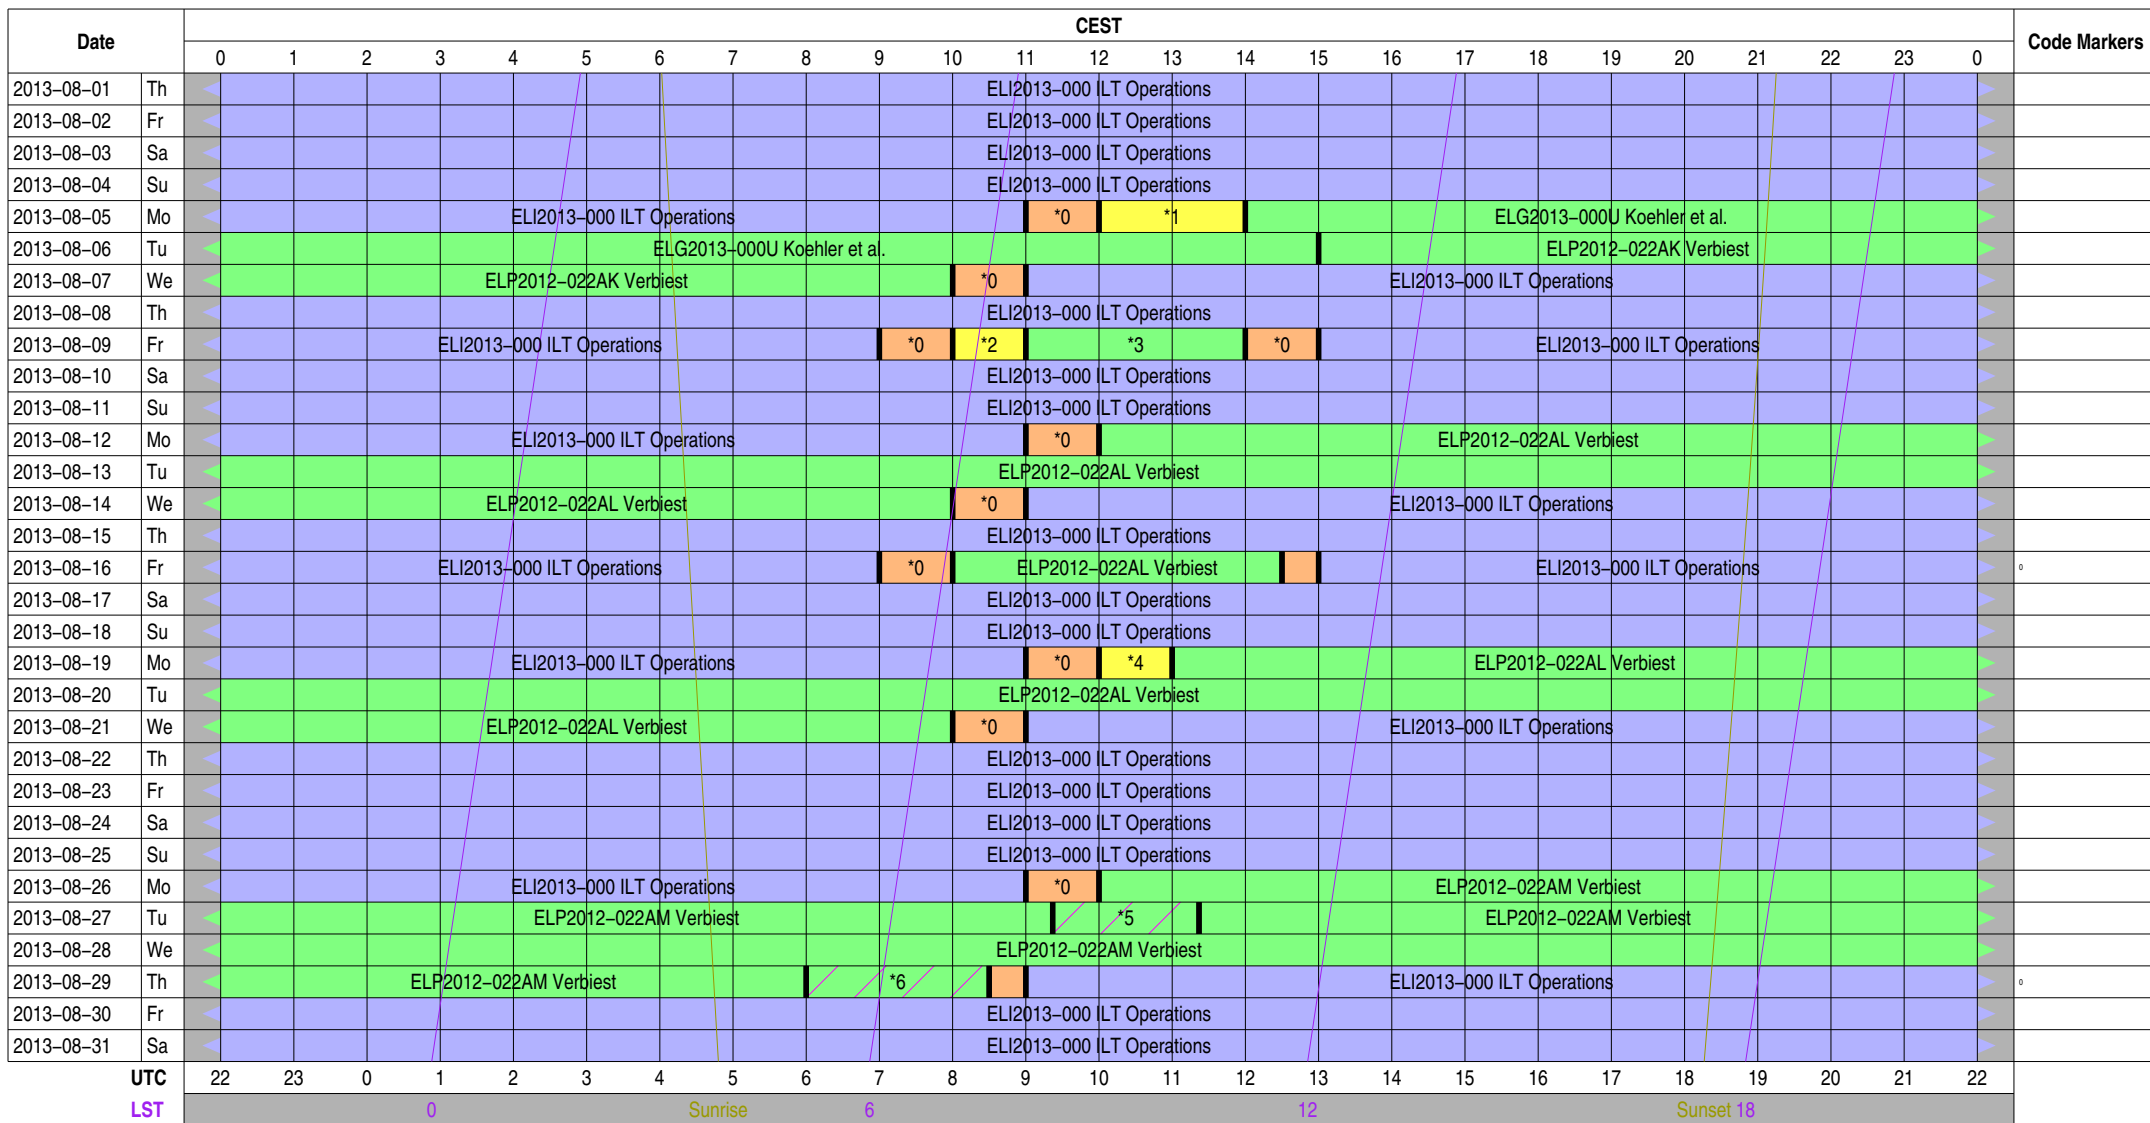 Date CEST Code Markers
0 1 2 3 4 5 6 7 8 9 10 11 12 13 14 15 16 17 18 19 20 21 22 23 0
2013-08-01 Th ELI2013-000 ILT Operations
2013-08-02 Fr ELI2013-000 ILT Operations
2013-08-03 Sa ELI2013-000 ILT Operations
2013-08-04 Su ELI2013-000 ILT Operations
2013-08-05 Mo ELI2013-000 ILT Operations *0 *1 ELG2013-000U Koehler et al.
2013-08-06 Tu ELG2013-000U Koehler et al. ELP2012-022AK Verbiest
2013-08-07 We ELP2012-022AK Verbiest *0 ELI2013-000 ILT Operations
2013-08-08 Th ELI2013-000 ILT Operations
2013-08-09 Fr ELI2013-000 ILT Operations *0 *2 *3 *0 ELI2013-000 ILT Operations
2013-08-10 Sa ELI2013-000 ILT Operations
2013-08-11 Su ELI2013-000 ILT Operations
2013-08-12 Mo ELI2013-000 ILT Operations *0 ELP2012-022AL Verbiest
2013-08-13 Tu ELP2012-022AL Verbiest
2013-08-14 We ELP2012-022AL Verbiest *0 ELI2013-000 ILT Operations
2013-08-15 Th ELI2013-000 ILT Operations
2013-08-16 Fr ELI2013-000 ILT Operations *0 ELP2012-022AL Verbiest ELI2013-000 ILT Operations 0
2013-08-17 Sa ELI2013-000 ILT Operations
2013-08-18 Su ELI2013-000 ILT Operations
2013-08-19 Mo ELI2013-000 ILT Operations *0 *4 ELP2012-022AL Verbiest
2013-08-20 Tu ELP2012-022AL Verbiest
2013-08-21 We ELP2012-022AL Verbiest *0 ELI2013-000 ILT Operations
2013-08-22 Th ELI2013-000 ILT Operations
2013-08-23 Fr ELI2013-000 ILT Operations
2013-08-24 Sa ELI2013-000 ILT Operations
2013-08-25 Su ELI2013-000 ILT Operations
2013-08-26 Mo ELI2013-000 ILT Operations *0 ELP2012-022AM Verbiest
2013-08-27 Tu ELP2012-022AM Verbiest *5 ELP2012-022AM Verbiest
2013-08-28 We ELP2012-022AM Verbiest
2013-08-29 Th ELP2012-022AM Verbiest *6 ELI2013-000 ILT Operations 0
2013-08-30 Fr ELI2013-000 ILT Operations
2013-08-31 Sa ELI2013-000 ILT Operations
UTC 22 23 0 1 2 3 4 5 6 7 8 9 10 11 12 13 14 15 16 17 18 19 20 21 22
LST 0 Sunrise 6 12 Sunset 18